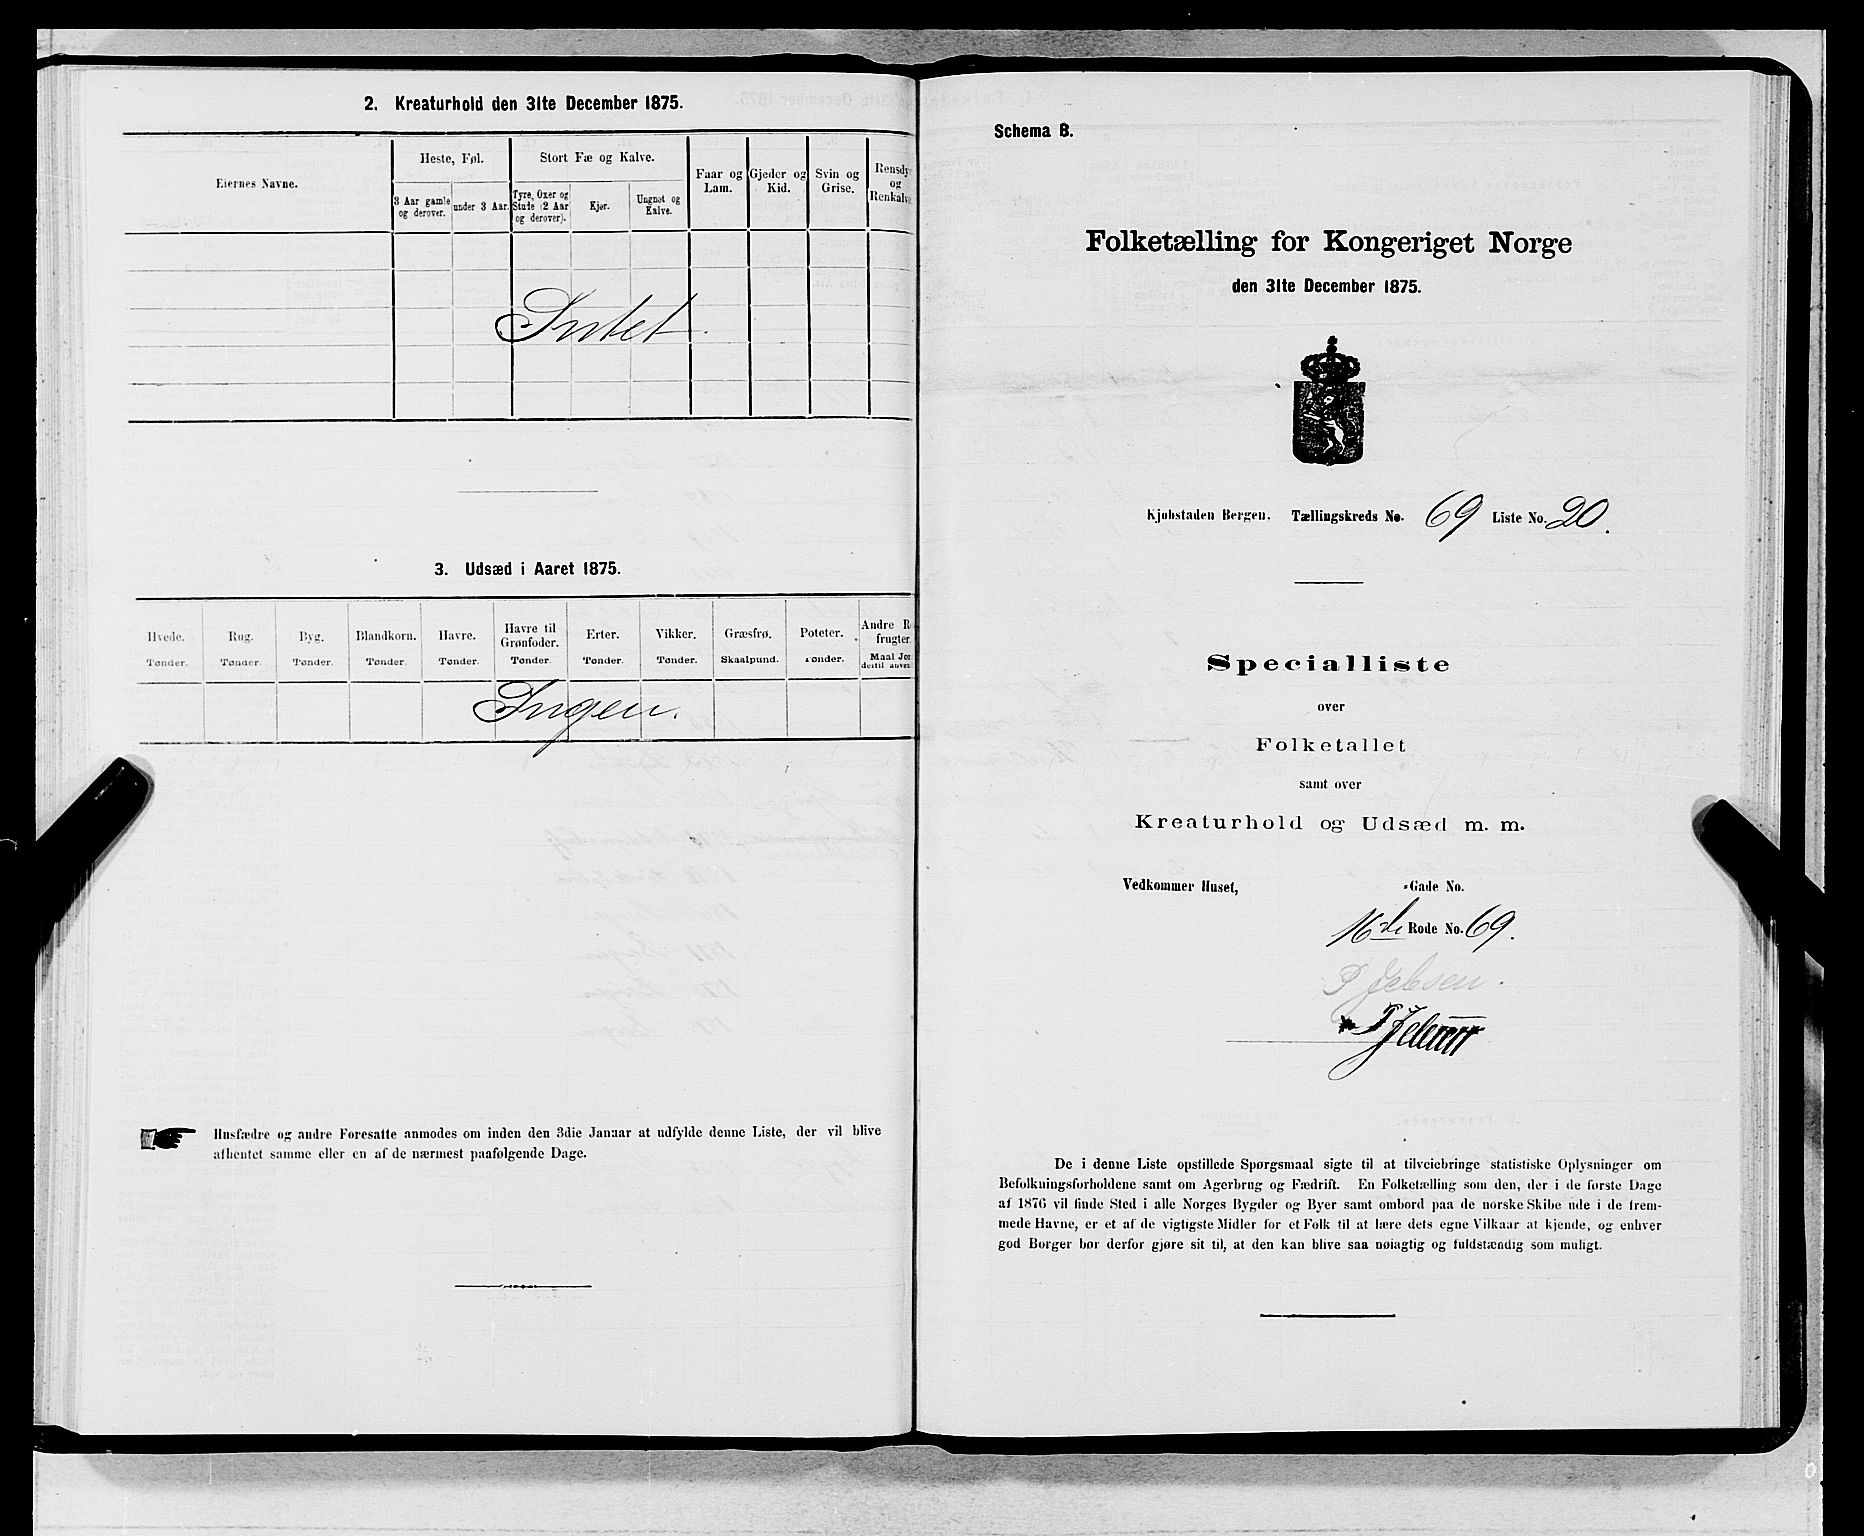 2. Kreaturhold den 31te December 1875.
Eiernes Navne.
Heste, Føl.
Stort Fæ og Kalve.
Faar og Lam.
Gjeder og Kid.
Svin og Grise.
Rensdy og Renkalve
3 Aar gamle og derover.
under 3 Aar.
Tyre, Oxer og Stude (2 Aar og derover).
Kjør.
Ungnøt og Kalve.
Intet.
3. Udsæd i Aaret 1875.
Hvede. Rug. Byg. Blandkorn. Havre. Havre til Grønfoder. Erter. Vikker. Græsfrø. Poteter. Andre R frugter.
Tønder. Tønder. Tønder. Tønder. Tønder. Tønder. Tønder. Tønder. Skaalpund. Tønder. Maal Jor dertil anven
Ingen.
Husfædre og andre Foresatte anmodes om inden den 3die Januar at udfylde denne Liste, der vil blive
afhentet samme eller en af de nærmest paafølgende Dage.
Schema B.
Folketælling for Kongeriget Norge
den 31te December 1875.
Kjøbstaden Bergen. Tællingskreds No. 69 Liste No. 20.
Specialliste
over
Folketallet
samt over
Kreaturhold og Udsæd m. m.
Vedkommer Huset, -Gade No.
16de Rode No. 69.
P Jebsen.
P Jebsen
De i denne Liste opstillede Spørgsmaal sigte til at tilveiebringe statistiske Oplysninger om
Befolkningsforholdene samt om Agerbrug og Fædrift. En Folketælling som den, der i de første Dage
af 1876 vil finde Sted i alle Norges Bygder og Byer samt ombord paa de norske Skibe ude i de frem-
mede Havne, er et af de vigtigste Midler for et Folk til at lære dets egne Vilkaar at kjende, og enhver
god Borger bør derfor gjøre sit til, at den kan blive saa nøiagtig og fuldstændig som muligt.